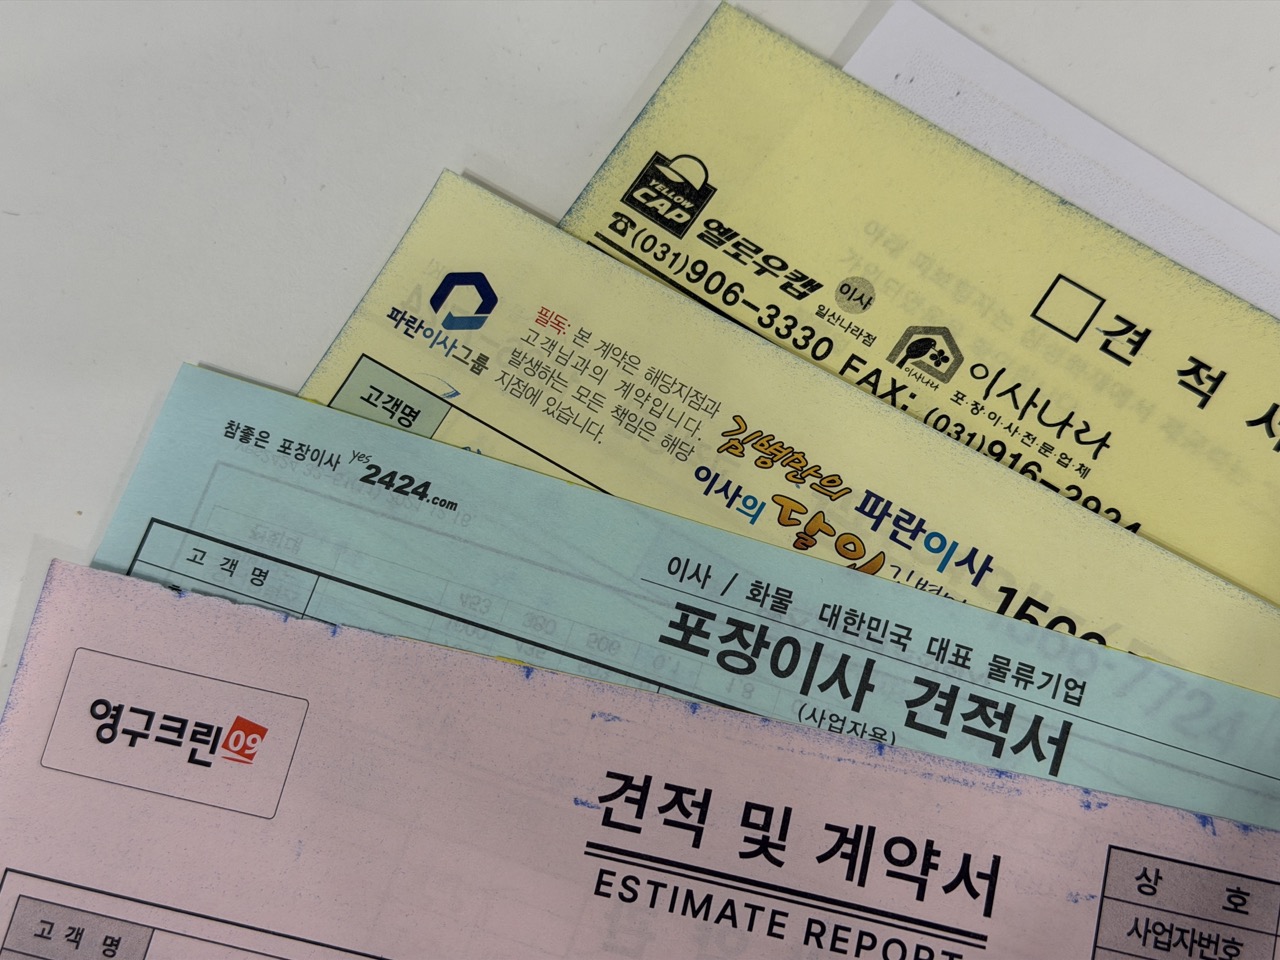 YELLOW
CAP
옐로우캡 이사 일산나라점
☎(031)906-3330 FAX: (031)916-2924
이사나라
이사나라
포·장·이·사·전·문·업·체
□견 적 서
파란이사그룹
필독: 본 계약은 해당지점과
고객님과의 계약입니다.
발생하는 모든 책임은 해당
지점에 있습니다.
고객명
김병만의 파란이사
이사의 달인
참좋은 포장이사 yes 2424.com
고 객 명
이사 / 화물 대한민국 대표 물류기업
포장이사 견적서
(사업자용)
영구크린09
견적 및 계약서
ESTIMATE REPORT
고 객 명
상 호
사업자번호